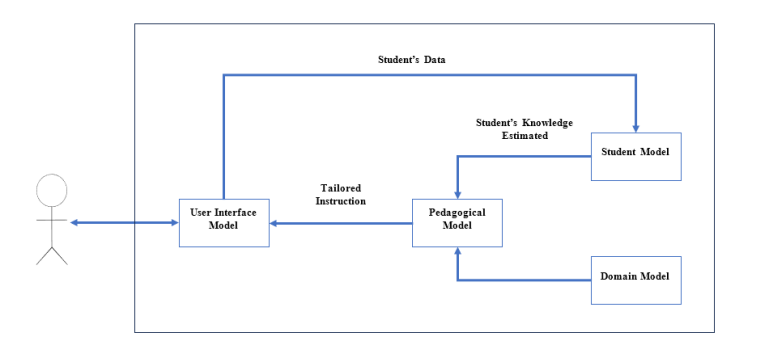 Student's Data
Student's Knowledge
Estimated
Student Model
Tailored
Instruction
User Interface
Model
Pedagogical
Model
Domain Model